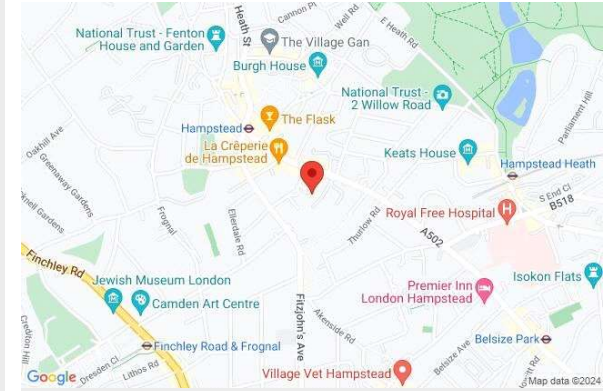 Cannon Pl
Well Rd
E Heath Rd
National Trust - Fenton
House and Garden
Heath St
The Village Gan
Burgh House
National Trust -
2 Willow Road
The Flask
Hampstead
La Crêperie
de Hampstead
Keats House
Parliament Hill
Hampstead Heath
Oakhill Ave
Greenaway Gardens
Frognal
Ellerdale Rd
S End Cl
B518
Royal Free Hospital
Thurlow Rd
A502
Finchley Rd
Jewish Museum London
Camden Art Centre
Premier Inn
London Hampstead
Isokon Flats
Fitzjohn's Ave
Akenside Rd
Crediton Hill
Finchley Road & Frognal
Belsize Park
Dresden Cl
Lithos Rd
Belsize Ave
Village Vet Hampstead
Google
Map data ©2024